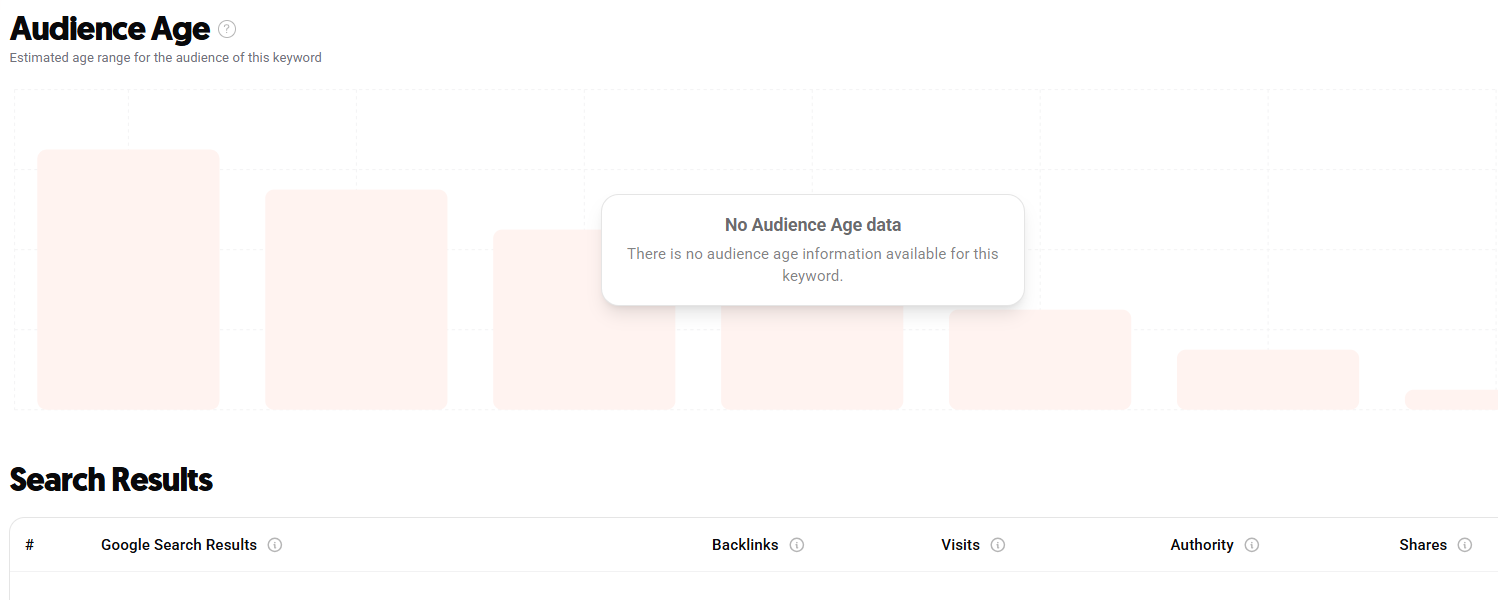 Audience Age ?
Estimated age range for the audience of this keyword
No Audience Age data
There is no audience age information available for this
keyword.
Search Results
# Google Search Results Backlinks Visits Authority Shares